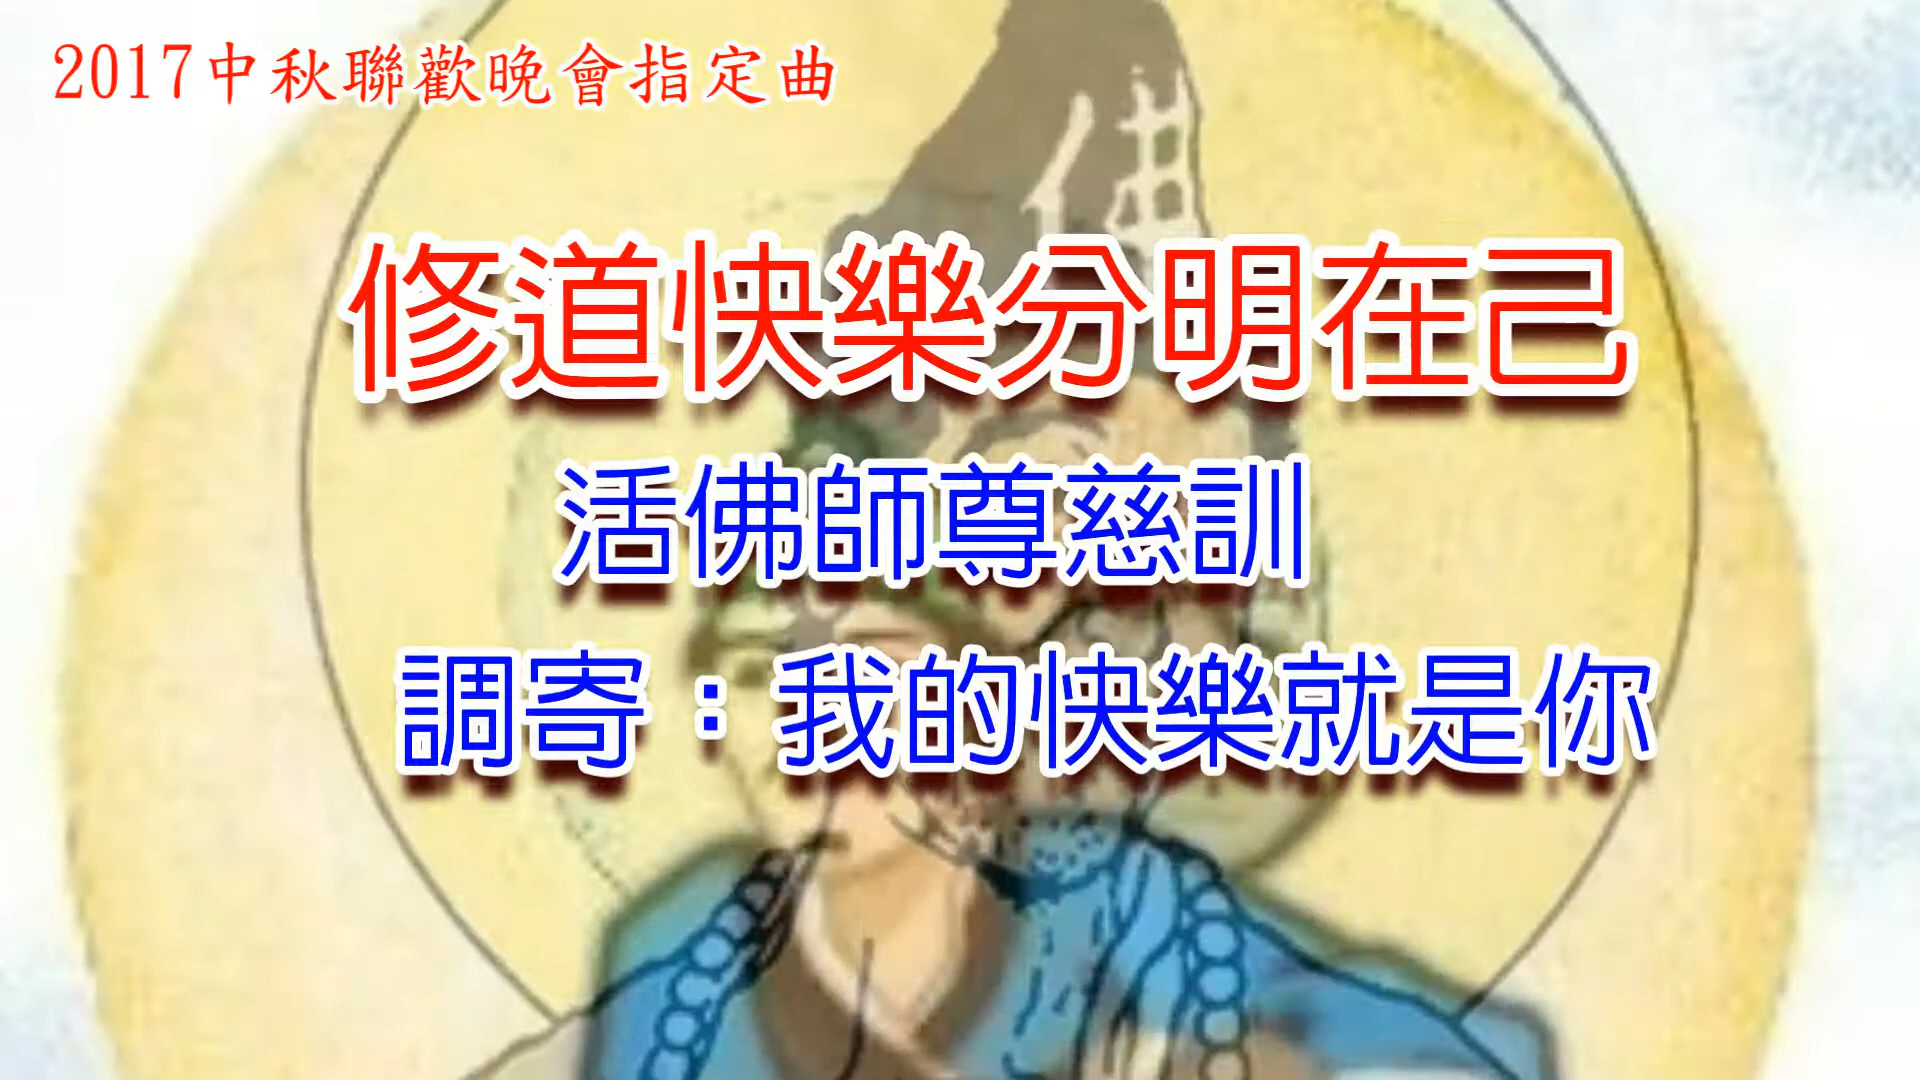 2017中秋聯歡晚會指定曲
佛
修道快樂分明在己
活佛師尊慈訓
調寄：我的快樂就是你